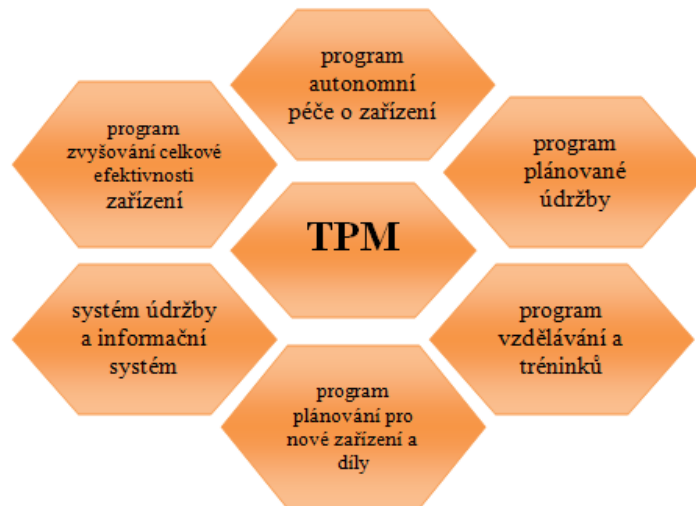 program
autonomní
péče o zařízení
program
zvyšování celkové
efektivnosti
zařízení
program
plánované
údržby
TPM
systém údržby
a informační
systém
program
vzdělávání a
tréninků
program
plánování pro
nové zařízení a
díly